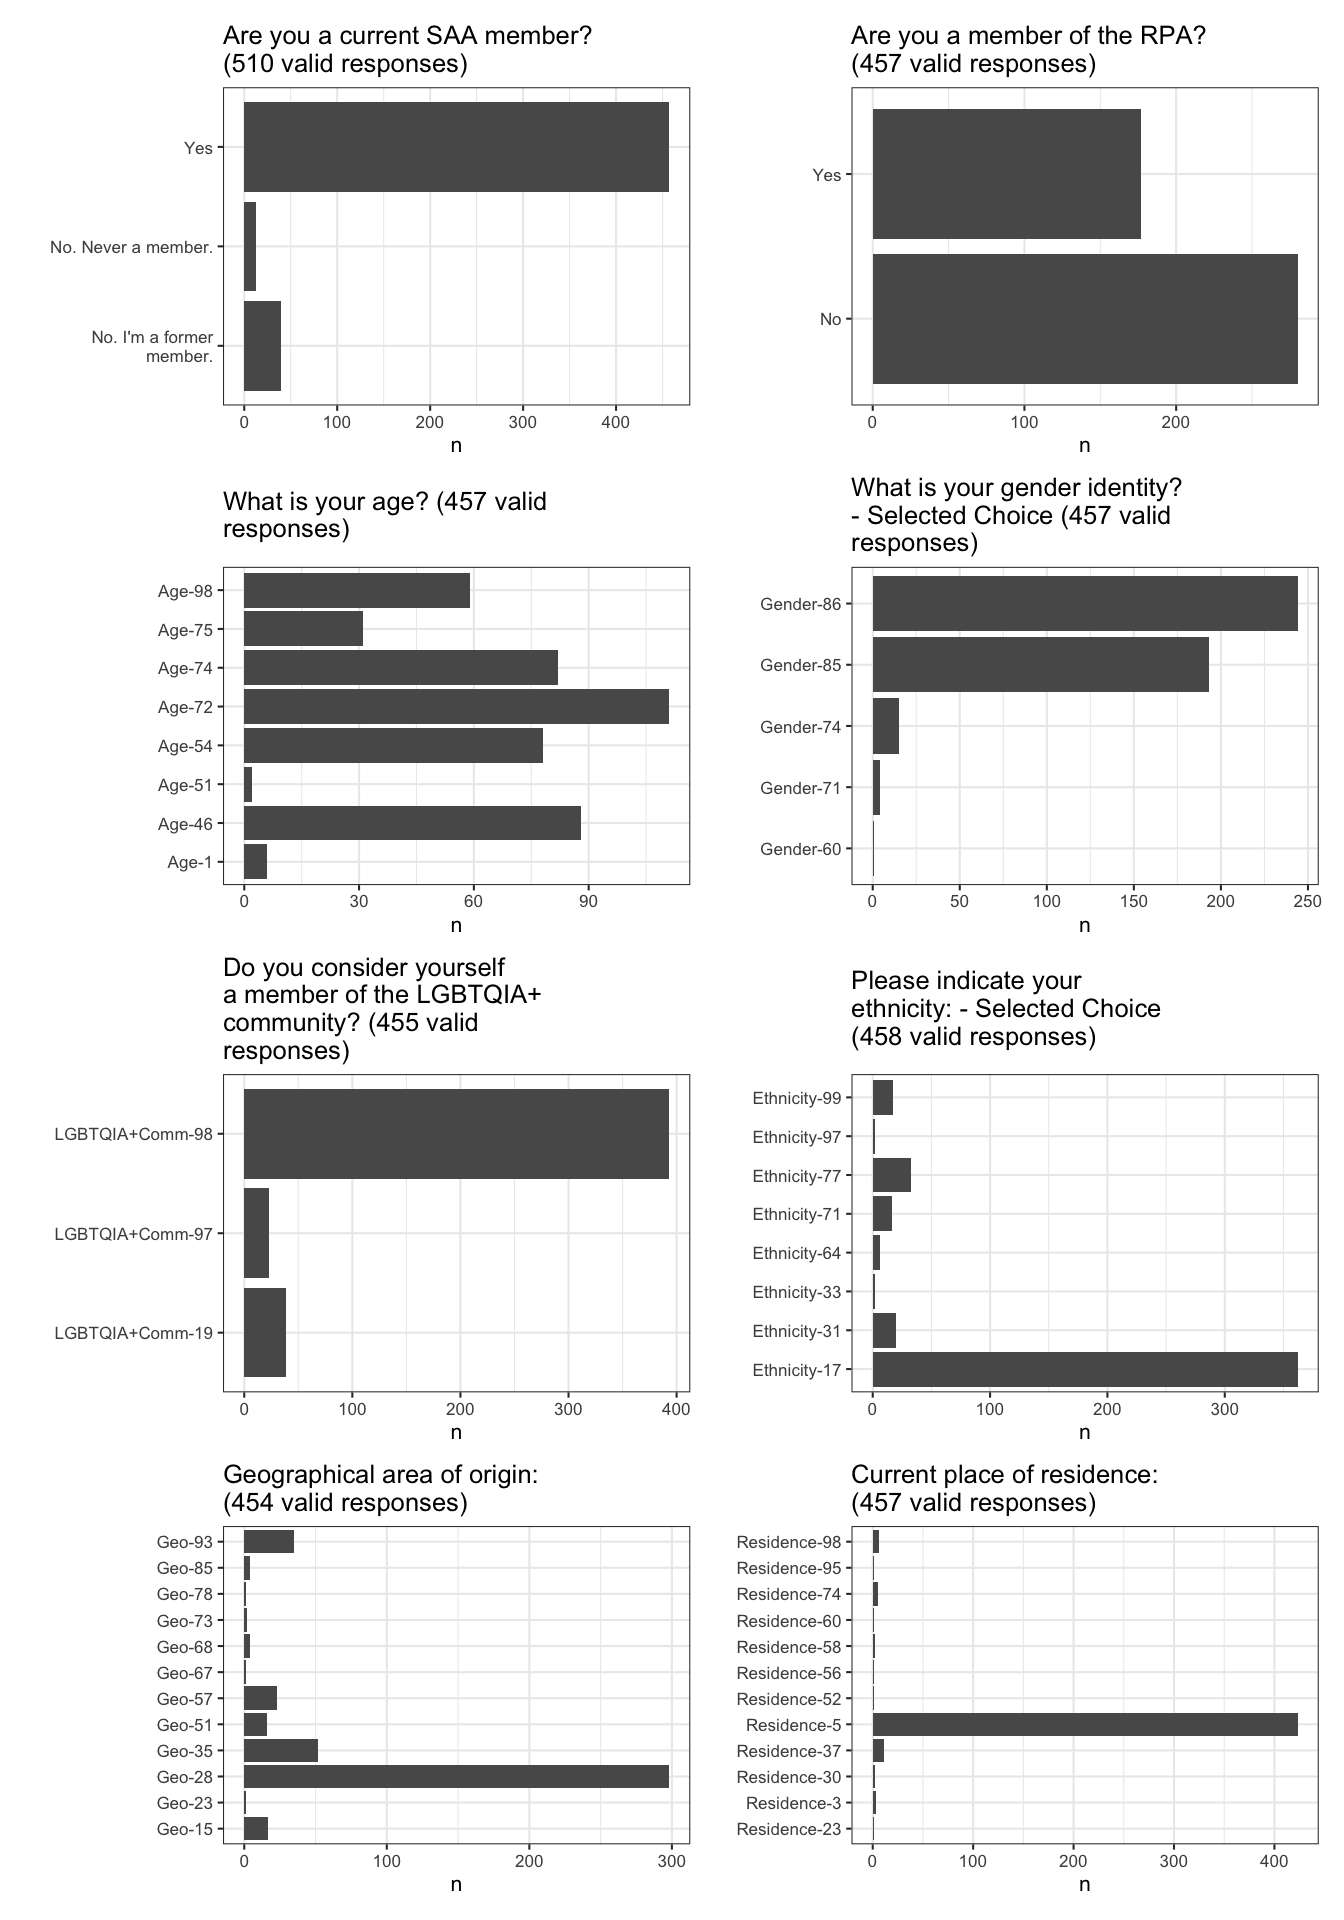 Are you a current SAA member?
(510 valid responses)
Yes
No. Never a member.
No. I'm a former
member.
0 100 200 300 400
n
Are you a member of the RPA?
(457 valid responses)
Yes
No
0 100 200
n
What is your age? (457 valid
responses)
Age-98
Age-75
Age-74
Age-72
Age-54
Age-51
Age-46
Age-1
0 30 60 90
n
What is your gender identity?
- Selected Choice (457 valid
responses)
Gender-86
Gender-85
Gender-74
Gender-71
Gender-60
0 50 100 150 200 250
n
Do you consider yourself
a member of the LGBTQIA+
community? (455 valid
responses)
LGBTQIA+Comm-98
LGBTQIA+Comm-97
LGBTQIA+Comm-19
0 100 200 300 400
n
Please indicate your
ethnicity: - Selected Choice
(458 valid responses)
Ethnicity-99
Ethnicity-97
Ethnicity-77
Ethnicity-71
Ethnicity-64
Ethnicity-33
Ethnicity-31
Ethnicity-17
0 100 200 300
n
Geographical area of origin:
(454 valid responses)
Geo-93
Geo-85
Geo-78
Geo-73
Geo-68
Geo-67
Geo-57
Geo-51
Geo-35
Geo-28
Geo-23
Geo-15
0 100 200 300
n
Current place of residence:
(457 valid responses)
Residence-98
Residence-95
Residence-74
Residence-60
Residence-58
Residence-56
Residence-52
Residence-5
Residence-37
Residence-30
Residence-3
Residence-23
0 100 200 300 400
n